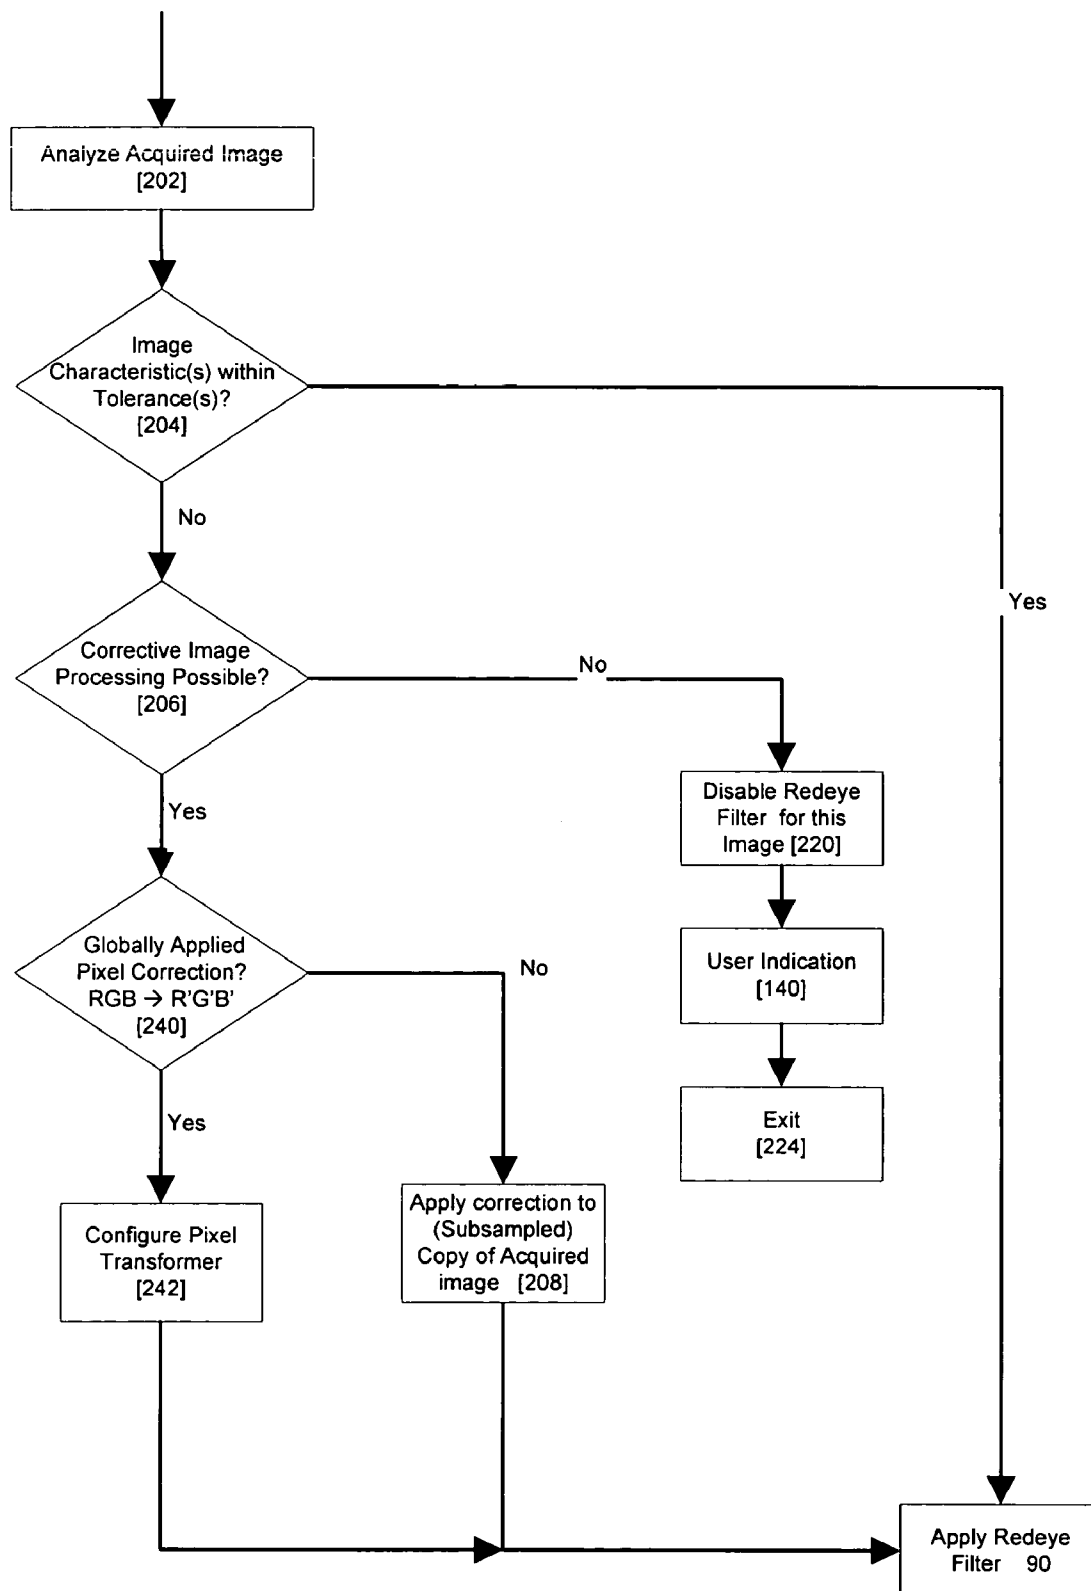 Analyze Acquired Image
[202]
Image
Characteristic(s) within
Tolerance(s)?
[204]
No
Yes
Corrective Image
Processing Possible?
[206]
No
Yes
Disable Redeye
Filter for this
Image [220]
User Indication
[140]
Exit
[224]
Globally Applied
Pixel Correction?
RGB → R'G'B'
[240]
No
Yes
Configure Pixel
Transformer
[242]
Apply correction to
(Subsampled)
Copy of Acquired
image [208]
Apply Redeye
Filter 90